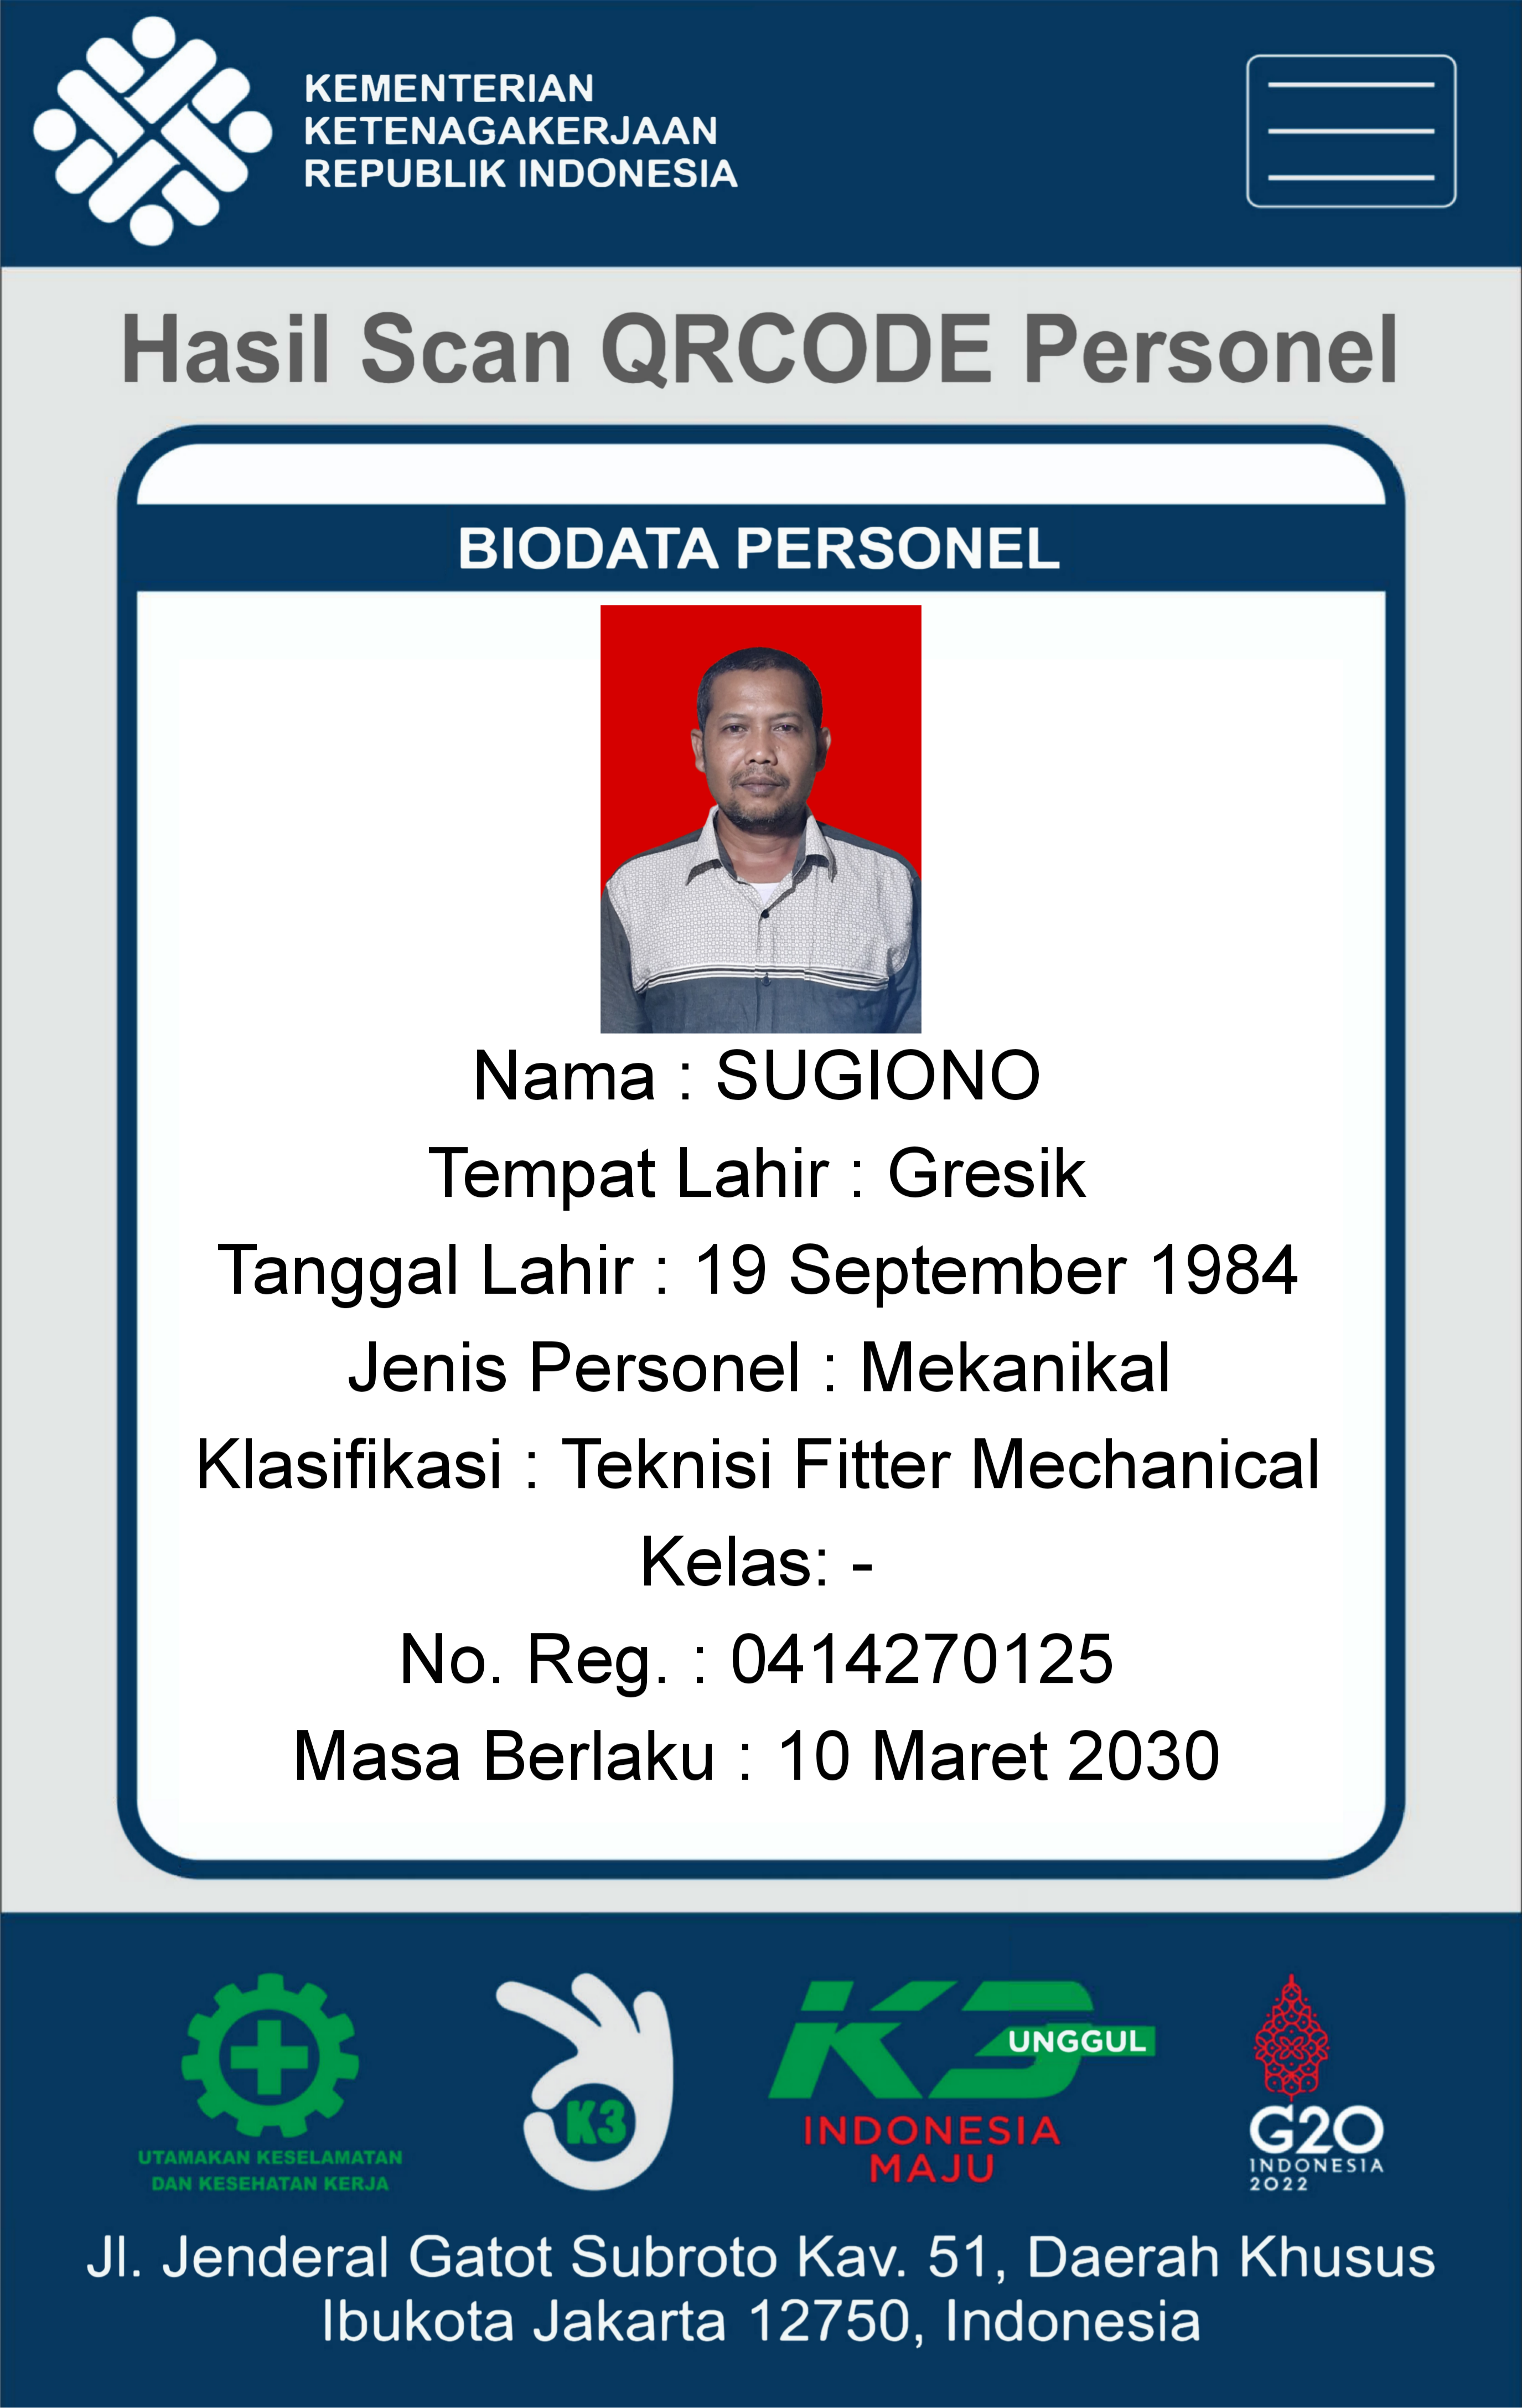 KEMENTERIAN
KETENAGAKERJAAN
REPUBLIK INDONESIA
Hasil Scan QRCODE Personel
BIODATA PERSONEL
Nama : SUGIONO
Tempat Lahir : Gresik
Tanggal Lahir : 19 September 1984
Jenis Personel : Mekanikal
Klasifikasi : Teknisi Fitter Mechanical
Kelas: -
No. Reg. : 0414270125
Masa Berlaku : 10 Maret 2030
UTAMAKAN KESELAMATAN
DAN KESEHATAN KERJA
K3
K3
UNGGUL
INDONESIA
MAJU
G20
INDONESIA
2022
Jl. Jenderal Gatot Subroto Kav. 51, Daerah Khusus
Ibukota Jakarta 12750, Indonesia